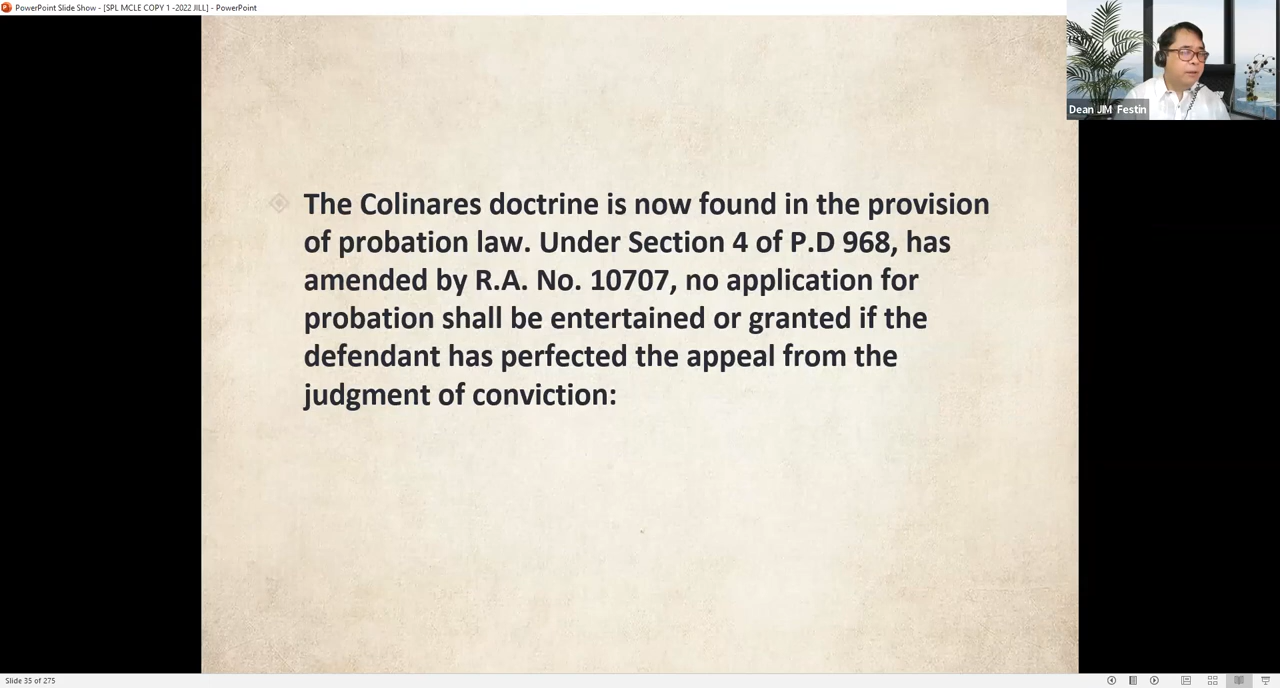 PowerPoint Slide Show - [SPL MCLE COPY 1 -2022 JILL] - PowerPoint
Dean JIM Festin
The Colinares doctrine is now found in the provision
of probation law. Under Section 4 of P.D 968, has
amended by R.A. No. 10707, no application for
probation shall be entertained or granted if the
defendant has perfected the appeal from the
judgment of conviction:
Slide 35 of 275